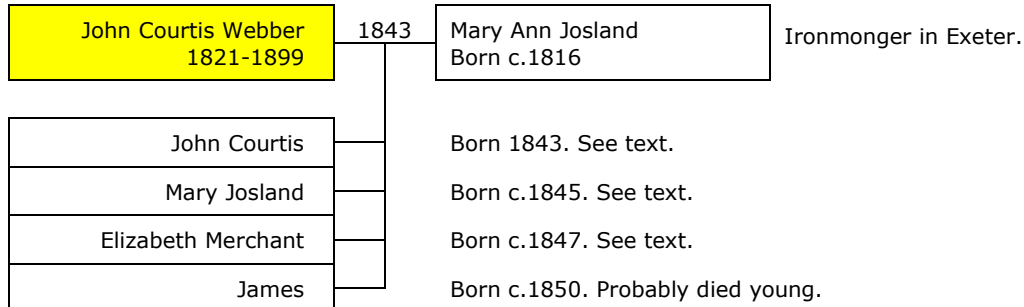 John Courtis Webber
1821-1899
1843
Mary Ann Josland
Born c.1816
Ironmonger in Exeter.
John Courtis
Born 1843. See text.
Mary Josland
Born c.1845. See text.
Elizabeth Merchant
Born c.1847. See text.
James
Born c.1850. Probably died young.